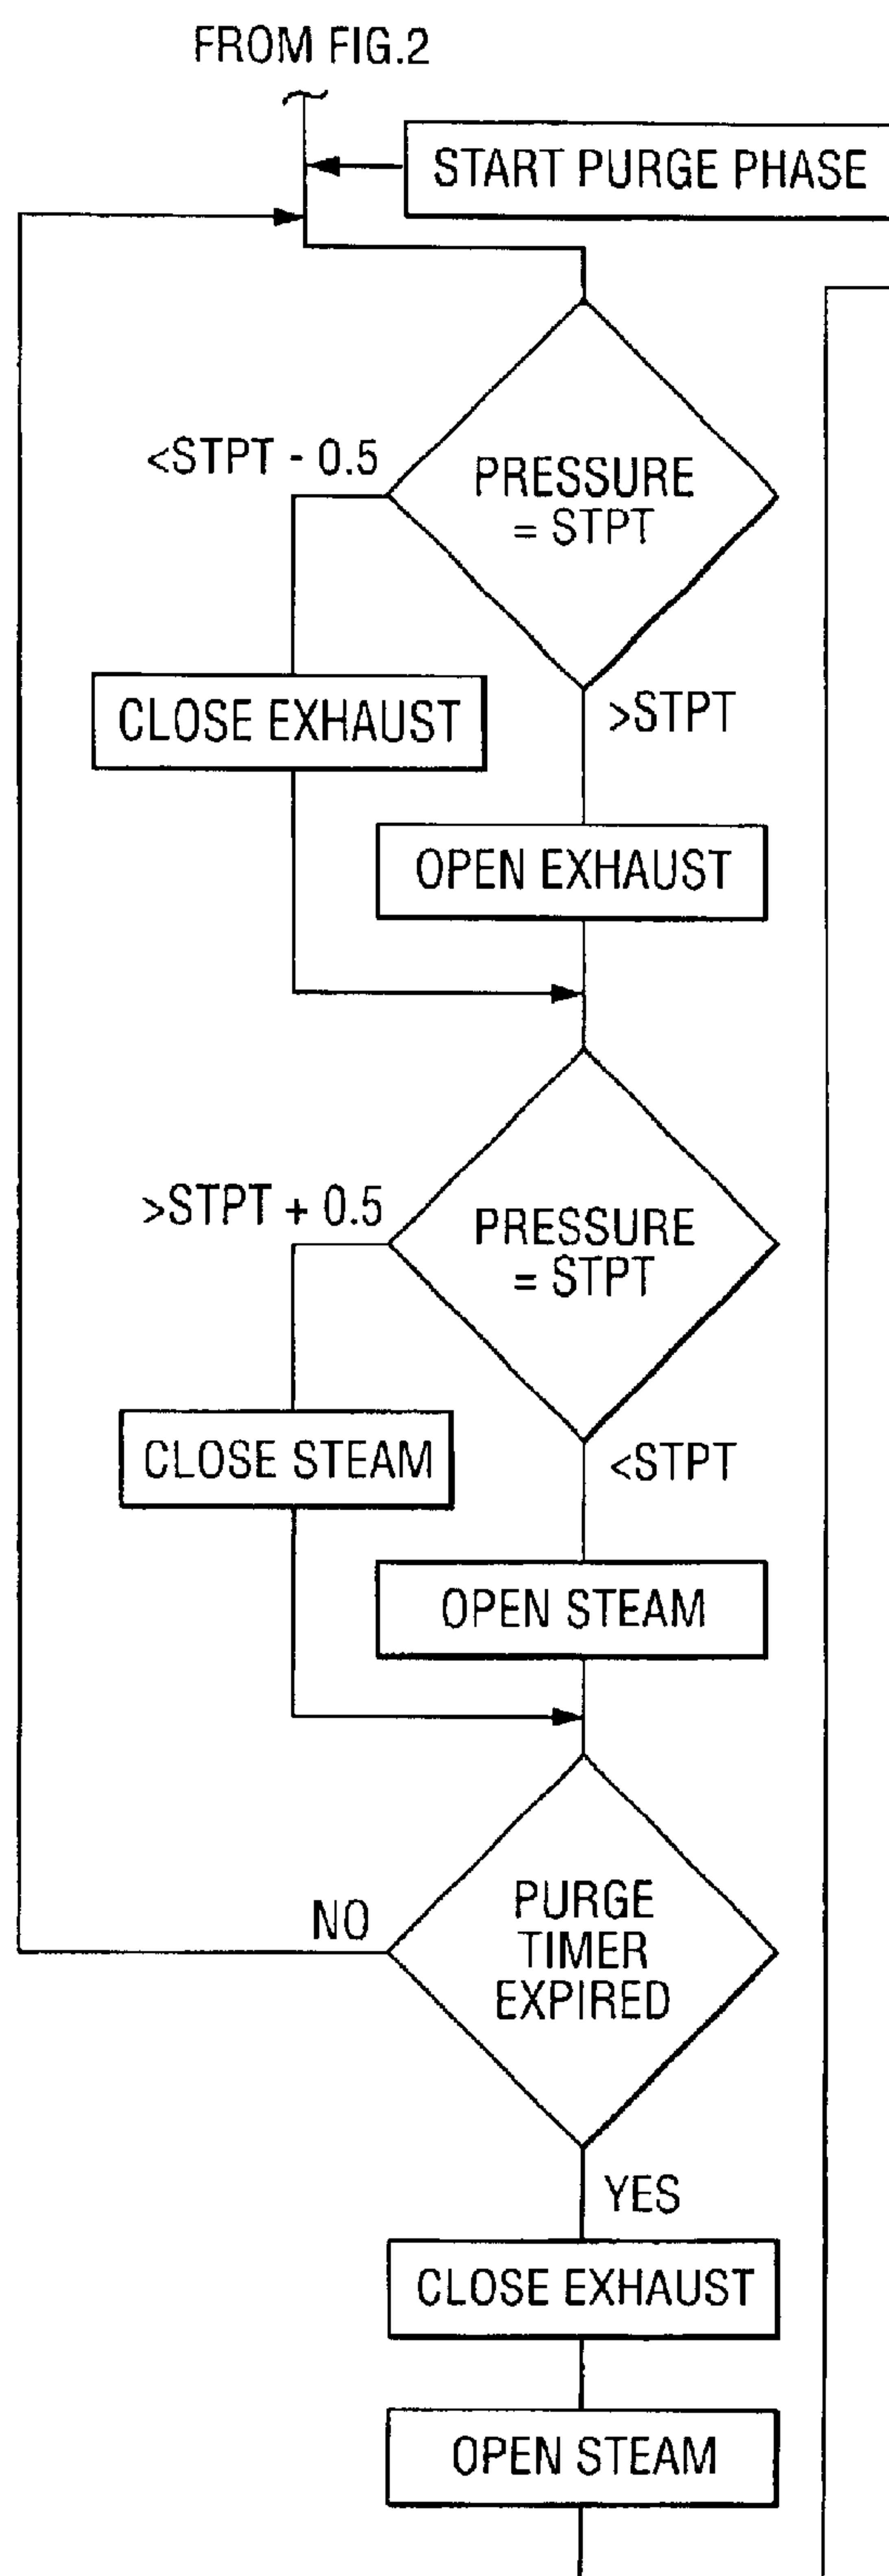 FROM FIG.2
START PURGE PHASE
<STPT - 0.5
PRESSURE
= STPT
CLOSE EXHAUST
>STPT
OPEN EXHAUST
>STPT + 0.5
PRESSURE
= STPT
CLOSE STEAM
<STPT
OPEN STEAM
NO
PURGE
TIMER
EXPIRED
YES
CLOSE EXHAUST
OPEN STEAM